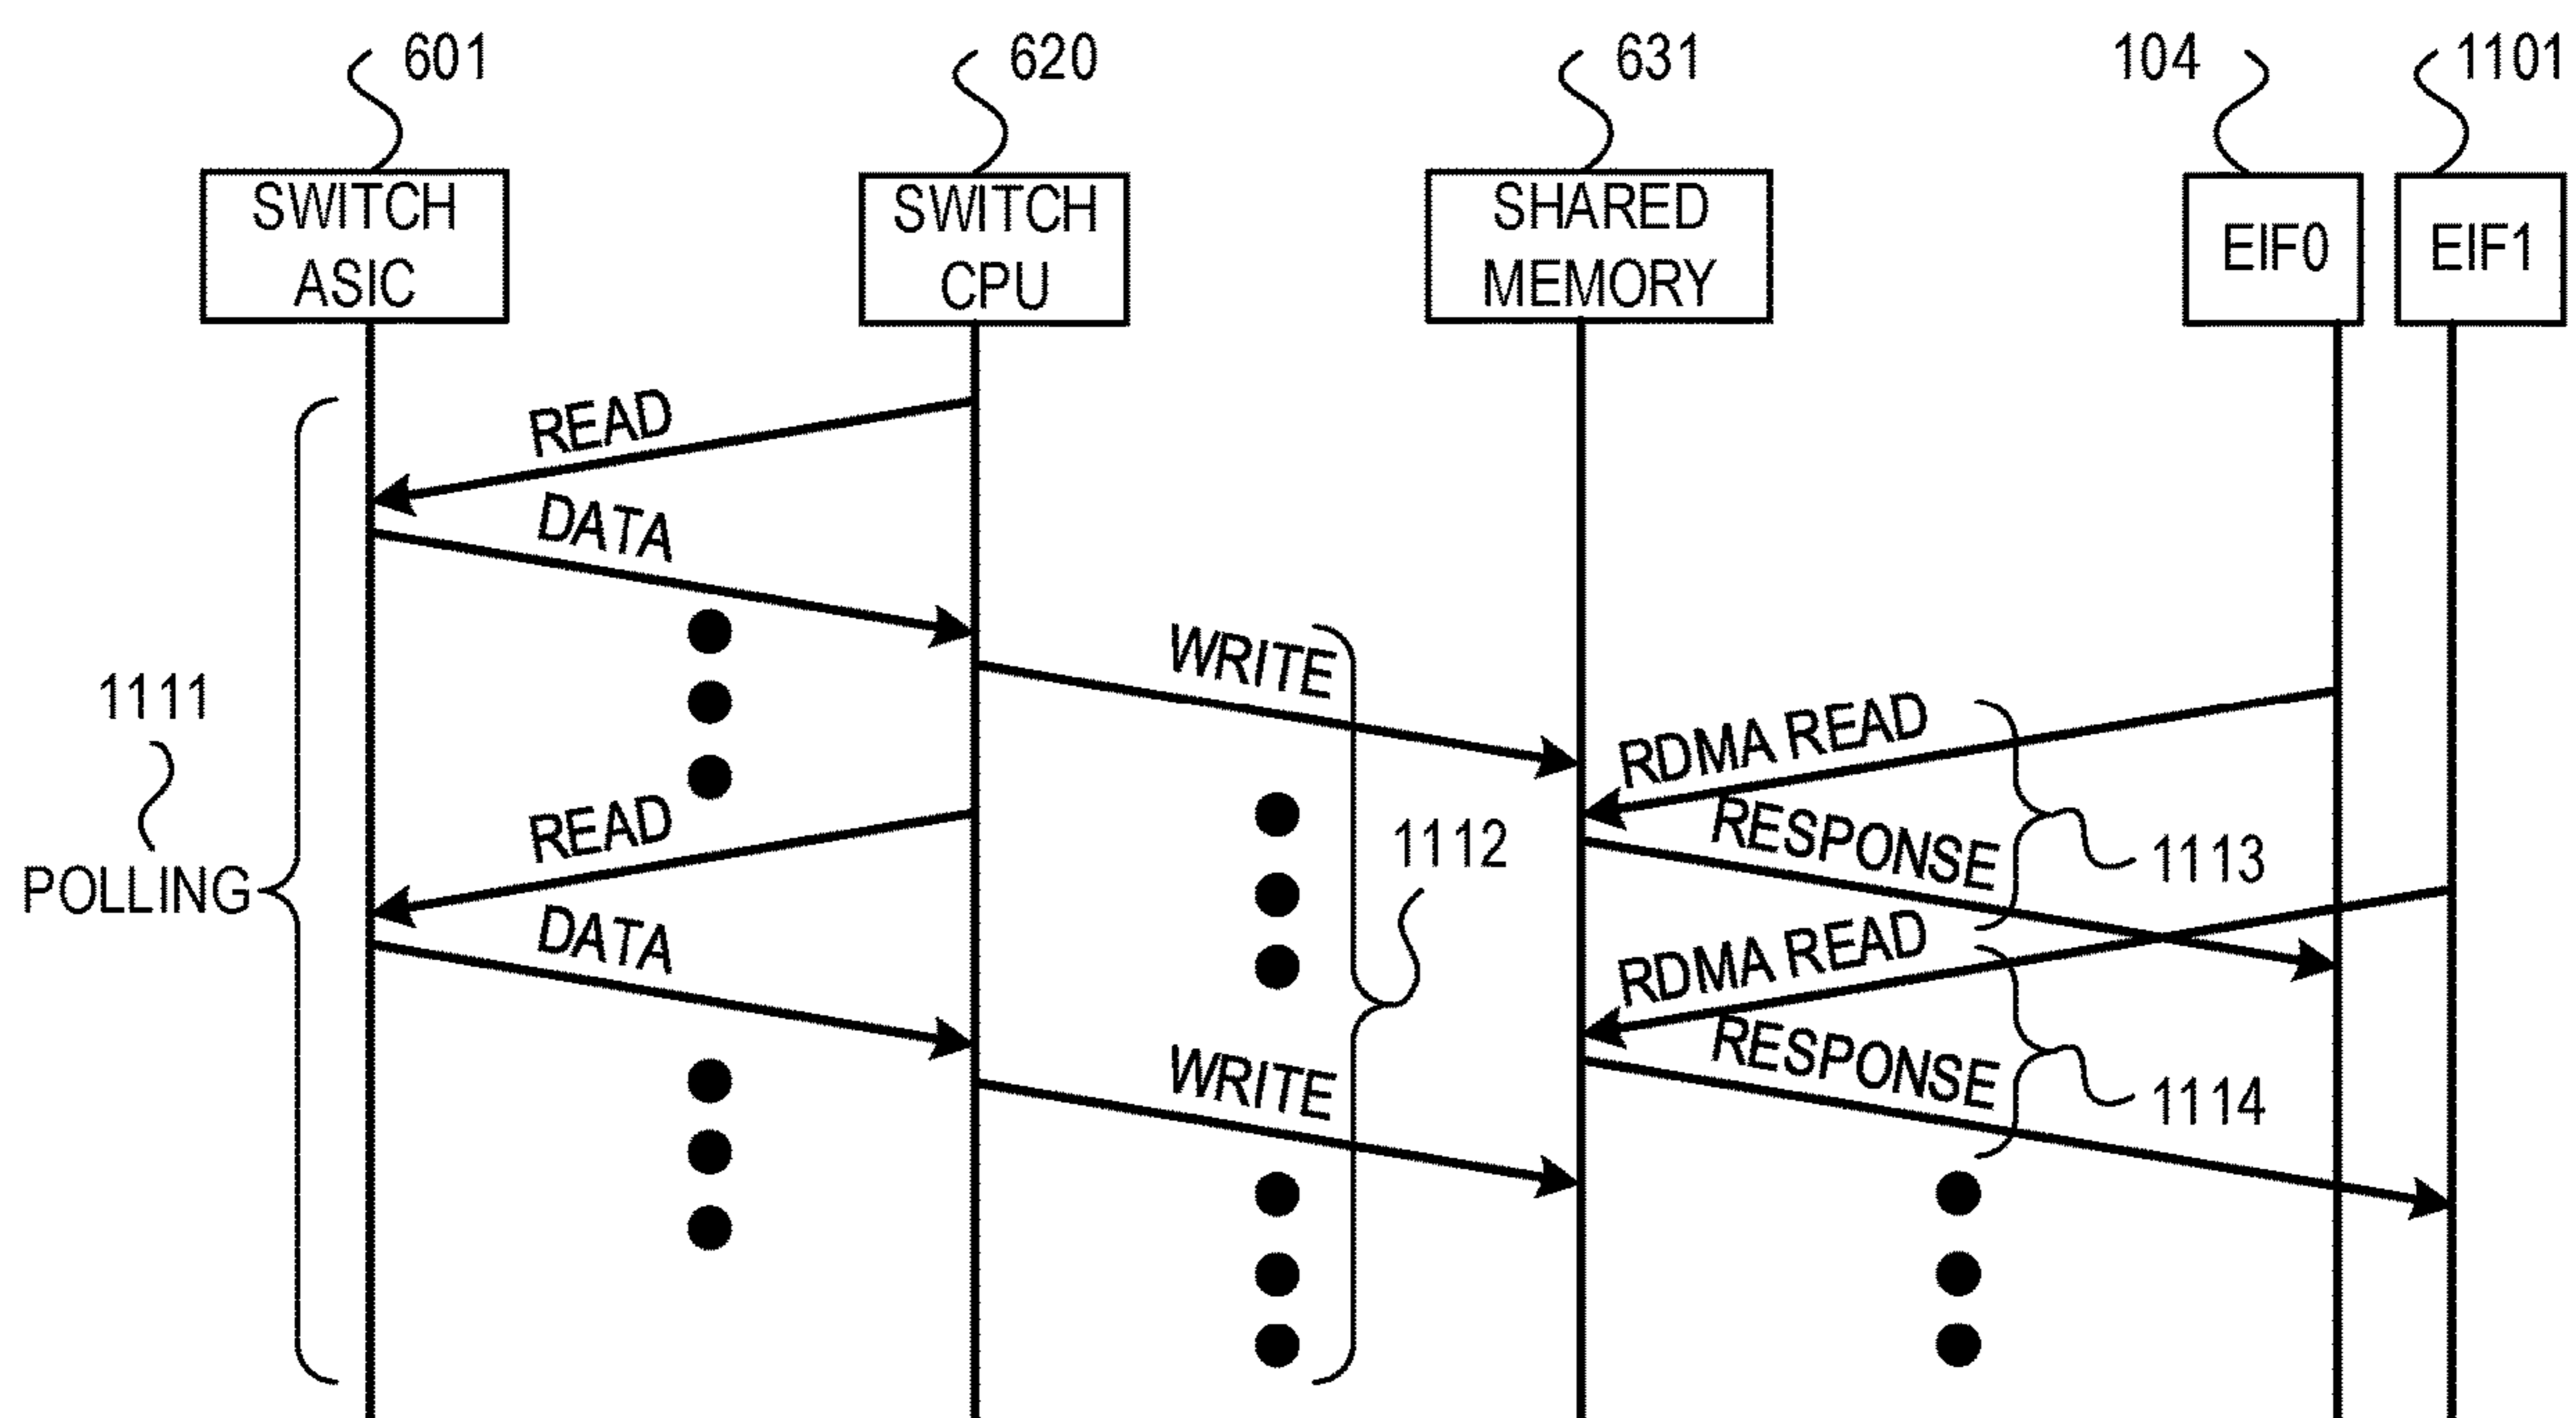 601
620
631
104
1101
SWITCH
ASIC
SWITCH
CPU
SHARED
MEMORY
EIF0
EIF1
READ
DATA
WRITE
1111
POLLING
RDMA READ
RESPONSE
1113
READ
DATA
1112
RDMA READ
RESPONSE
1114
WRITE